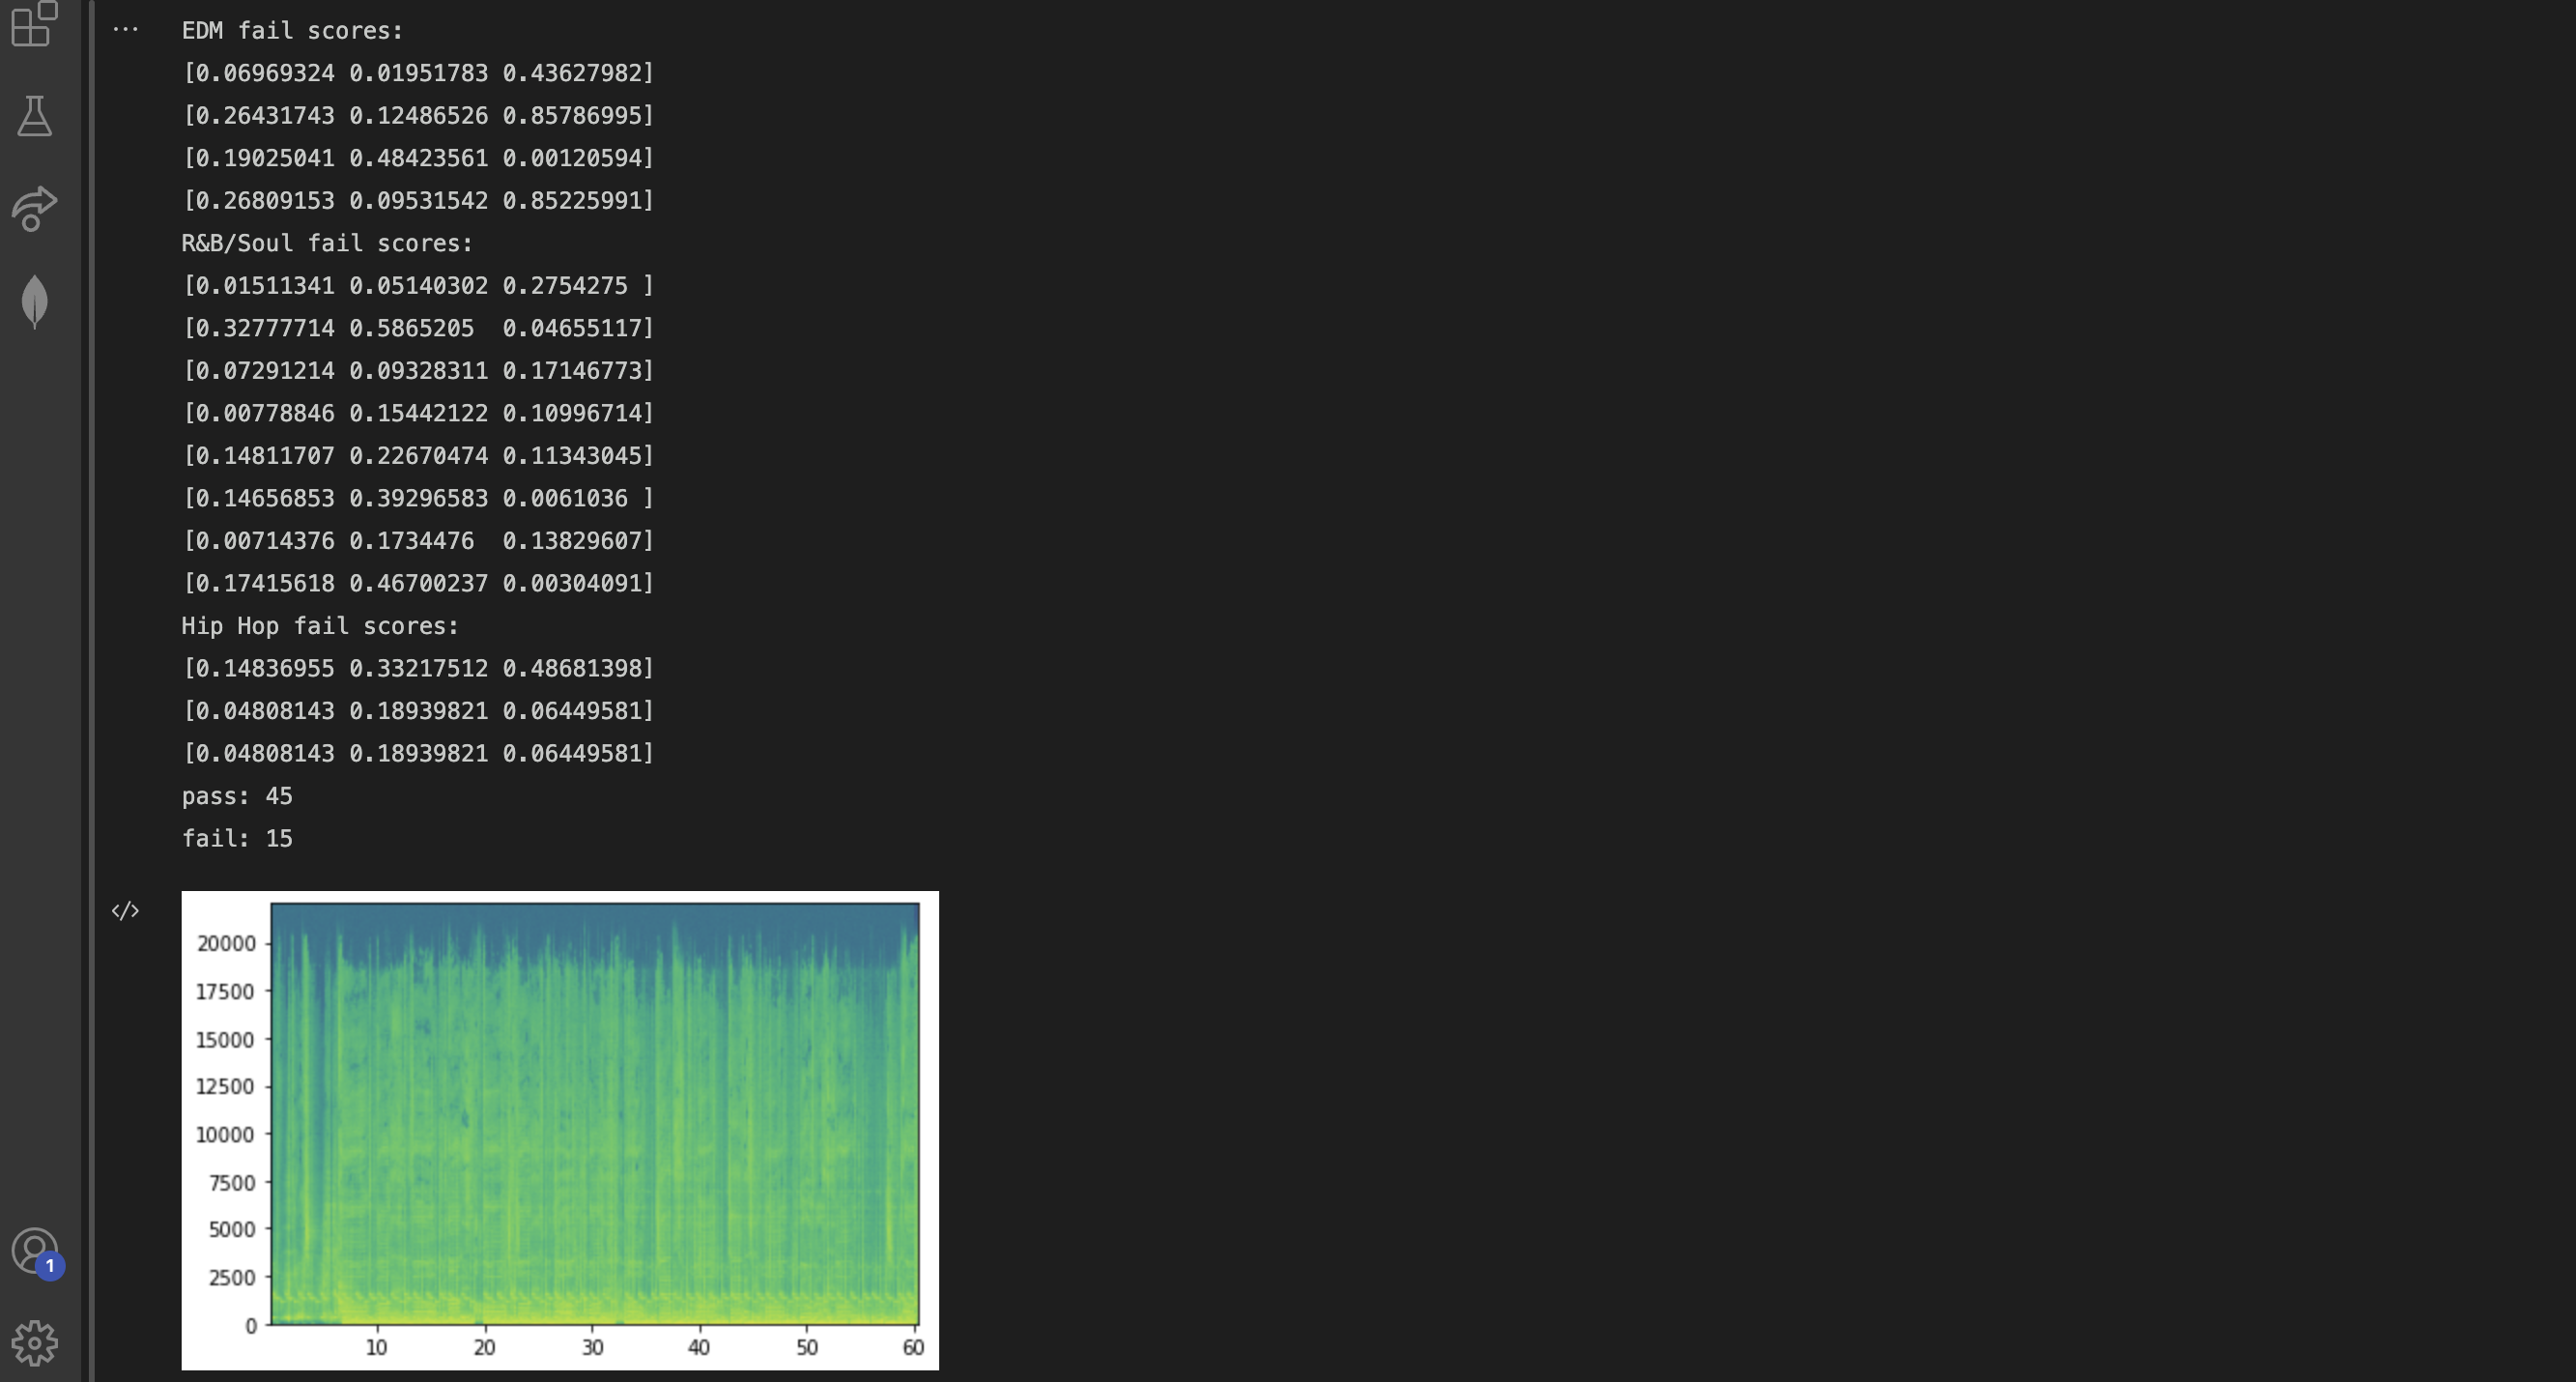 EDM fail scores:
[0.06969324 0.01951783 0.43627982]
[0.26431743 0.12486526 0.85786995]
[0.19025041 0.48423561 0.00120594]
[0.26809153 0.09531542 0.85225991]
R&B/Soul fail scores:
[0.01511341 0.05140302 0.2754275 ]
[0.32777714 0.5865205  0.04655117]
[0.07291214 0.09328311 0.17146773]
[0.00778846 0.15442122 0.10996714]
[0.14811707 0.22670474 0.11343045]
[0.14656853 0.39296583 0.0061036 ]
[0.00714376 0.1734476  0.13829607]
[0.17415618 0.46700237 0.00304091]
Hip Hop fail scores:
[0.14836955 0.33217512 0.48681398]
[0.04808143 0.18939821 0.06449581]
[0.04808143 0.18939821 0.06449581]
pass: 45
fail: 15
20000
17500
15000
12500
10000
7500
5000
2500
0
10 20 30 40 50 60
1